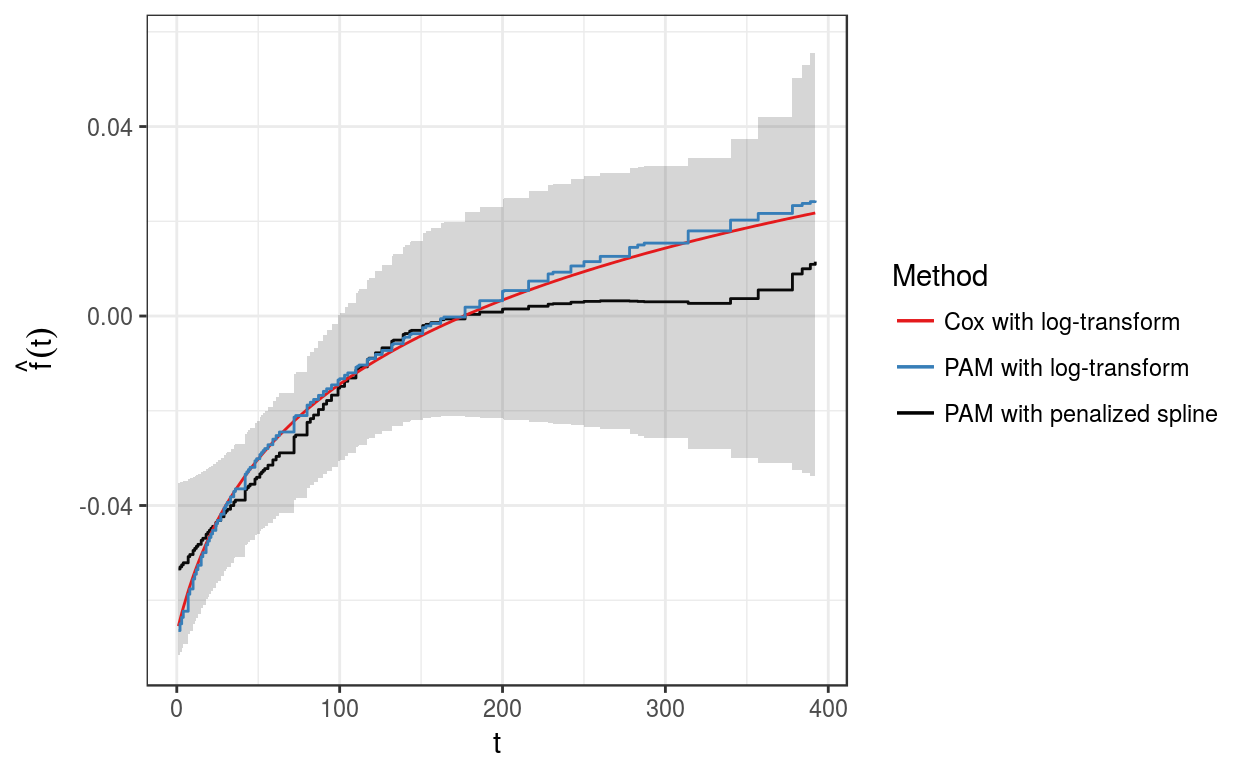 0.04
0.00
-0.04
f̂(t)
0
100
200
300
400
t
Method
Cox with log-transform
PAM with log-transform
PAM with penalized spline